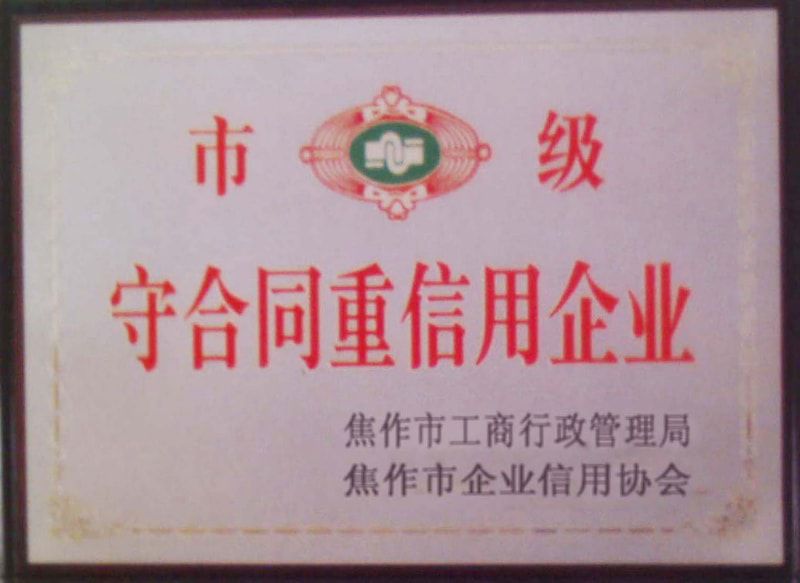 市 级
守合同重信用企业
焦作市工商行政管理局
焦作市企业信用协会